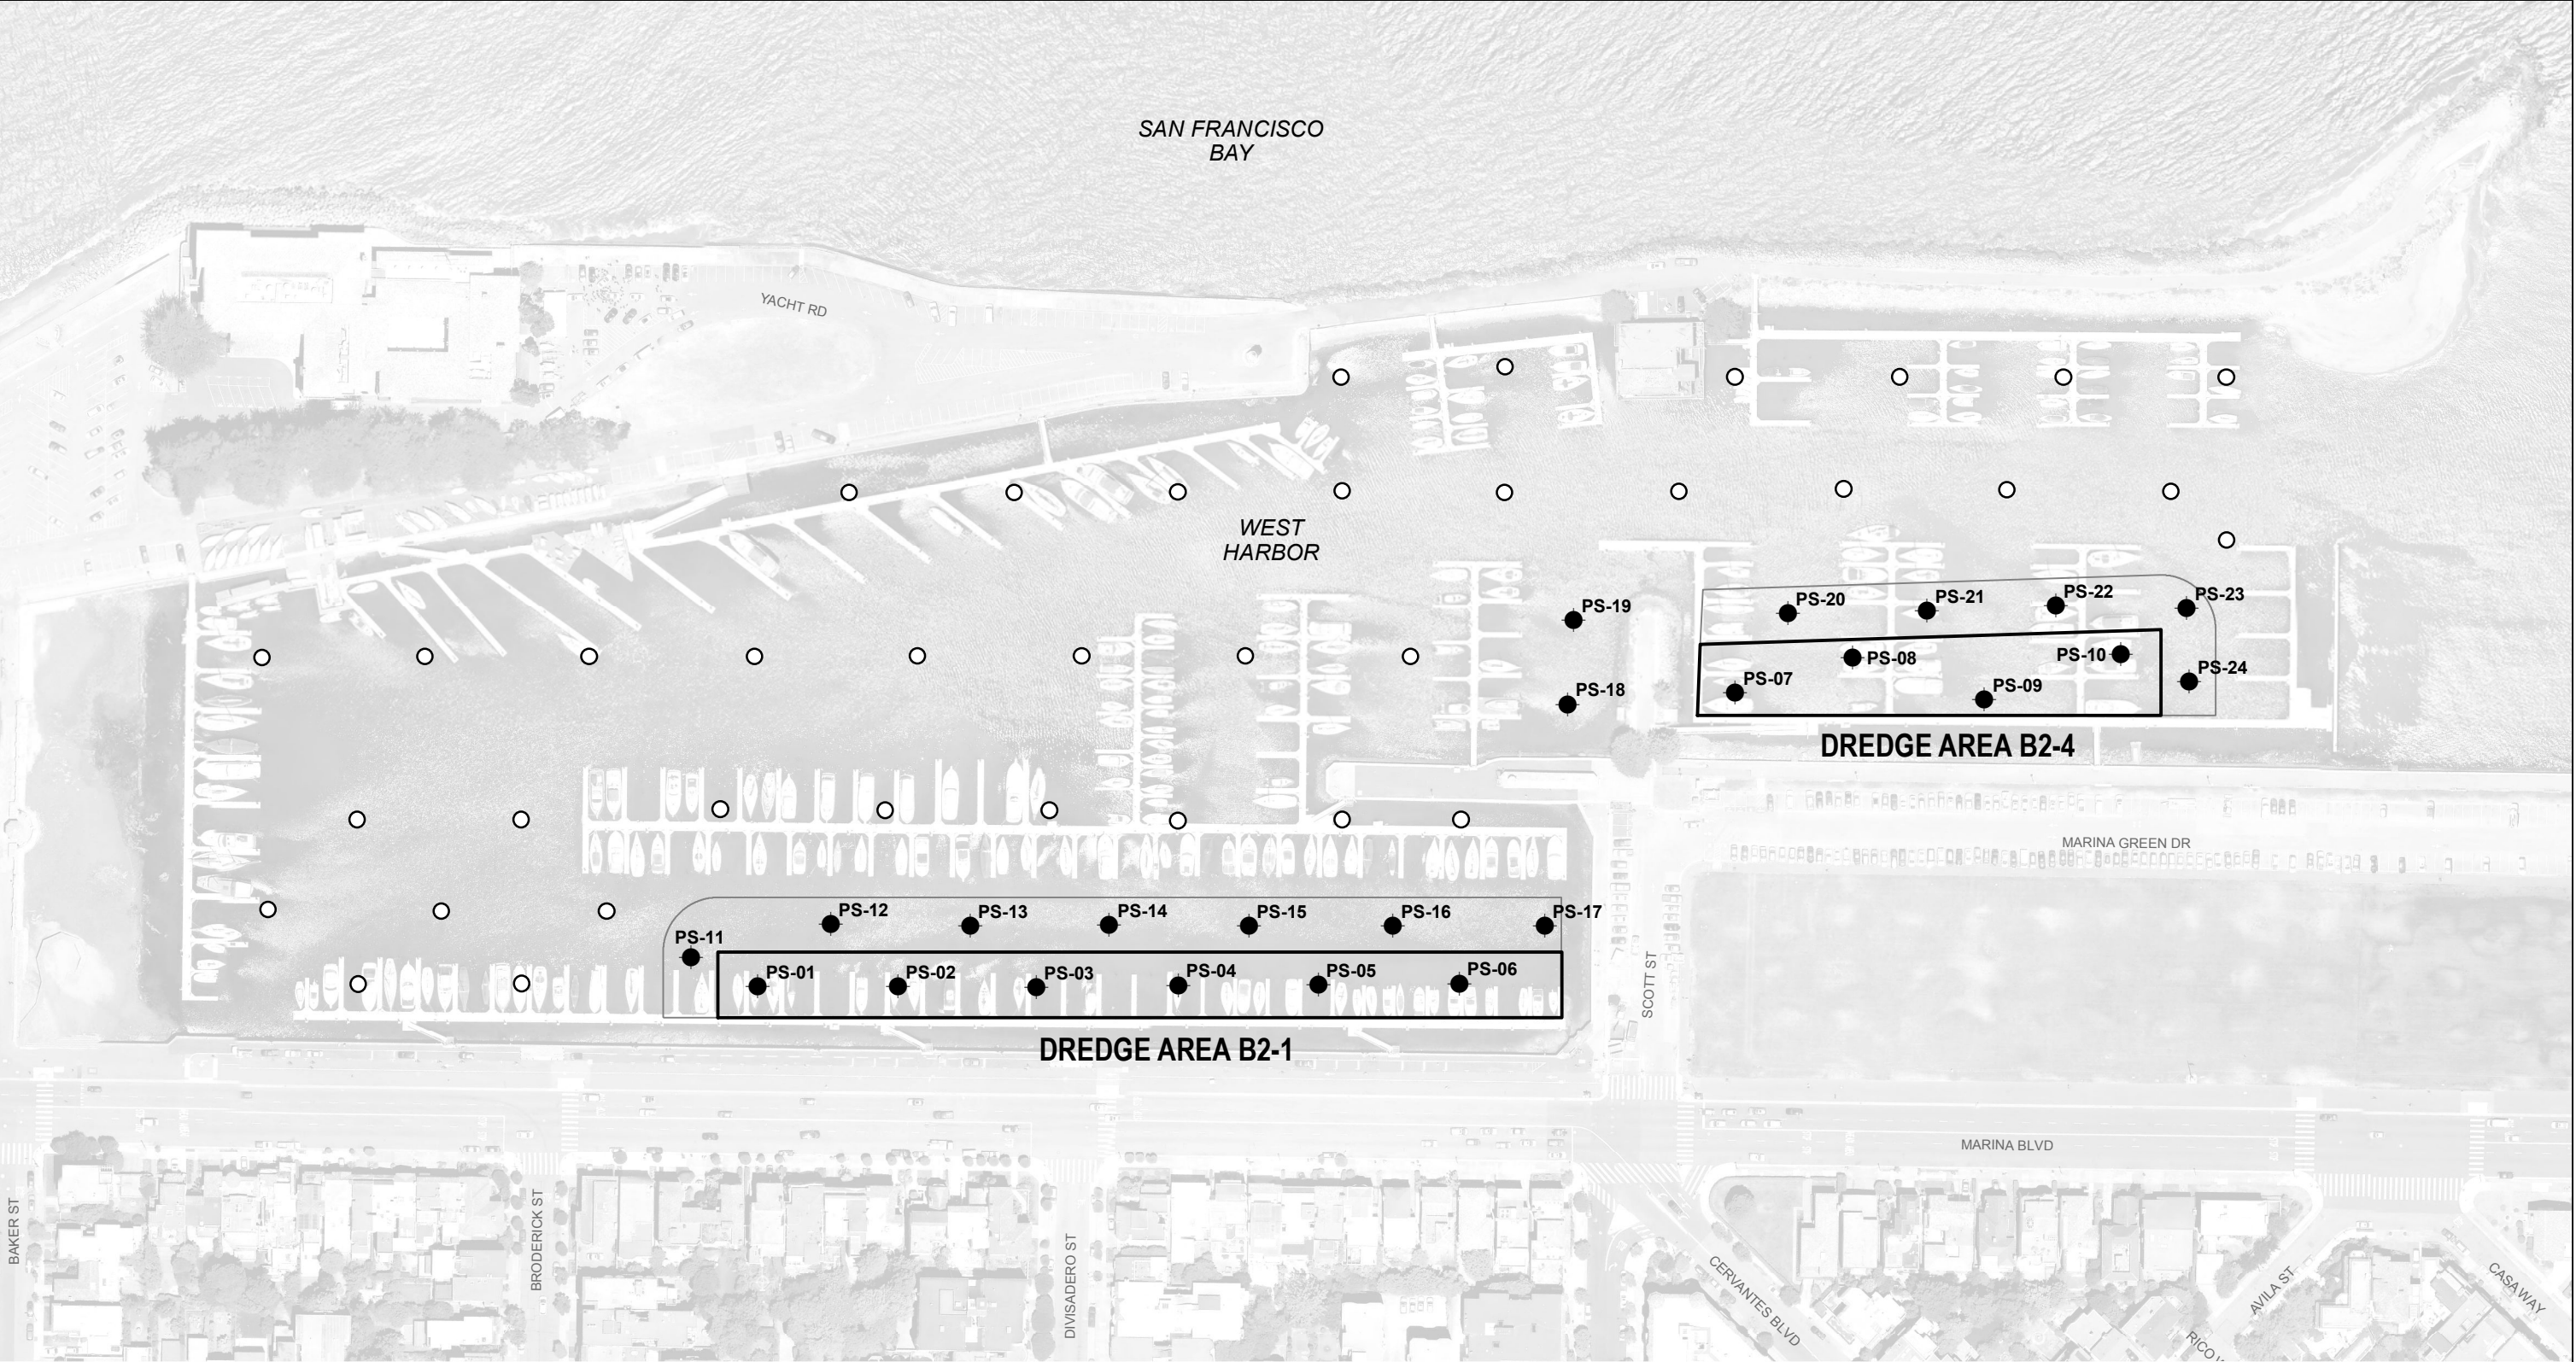 SAN FRANCISCO
BAY
YACHT RD
WEST
HARBOR
PS-19
PS-20
PS-21
PS-22
PS-23
PS-18
PS-07
PS-08
PS-09
PS-10
PS-24
DREDGE AREA B2-4
MARINA GREEN DR
PS-11
PS-12
PS-13
PS-14
PS-15
PS-16
PS-17
PS-01
PS-02
PS-03
PS-04
PS-05
PS-06
DREDGE AREA B2-1
SCOTT ST
MARINA BLVD
BAKER ST
BRODERICK ST
DIVISADERO ST
CERVANTES BLVD
AVILA ST
RICO
CASA WAY